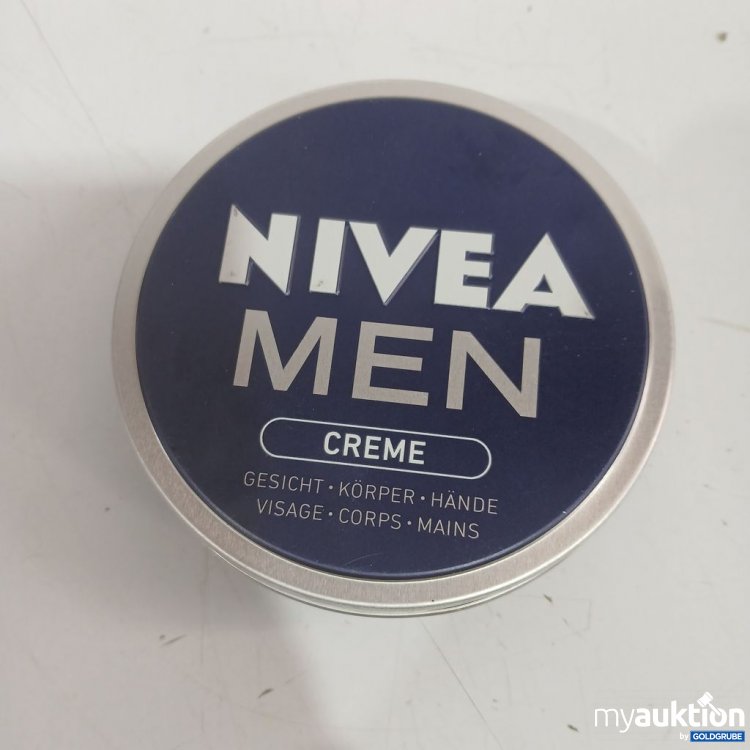 NIVEA
MEN
CREME
GESICHT · KÖRPER · HÄNDE
VISAGE · CORPS · MAINS
myauktion
by GOLDGRUBE